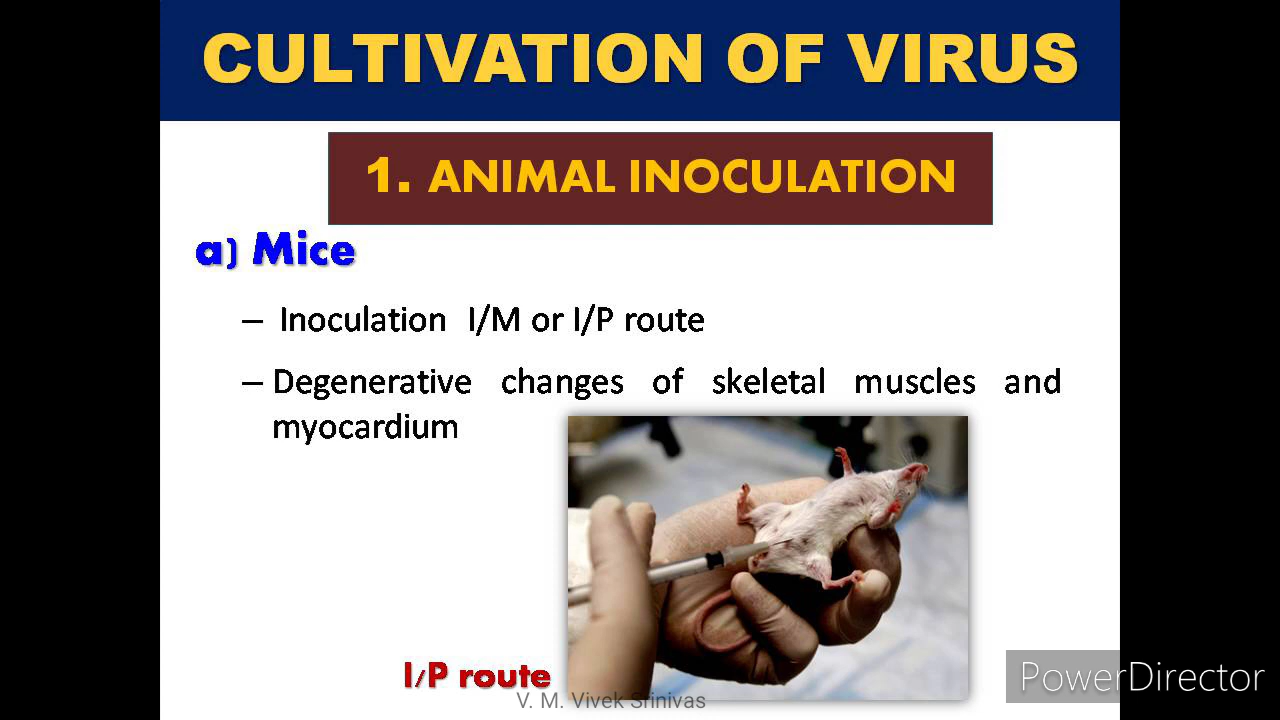 CULTIVATION OF VIRUS
1. ANIMAL INOCULATION
a) Mice
– Inoculation I/M or I/P route
– Degenerative changes of skeletal muscles and
myocardium
I/P route
V. M. Vivek Srinivas
PowerDirector